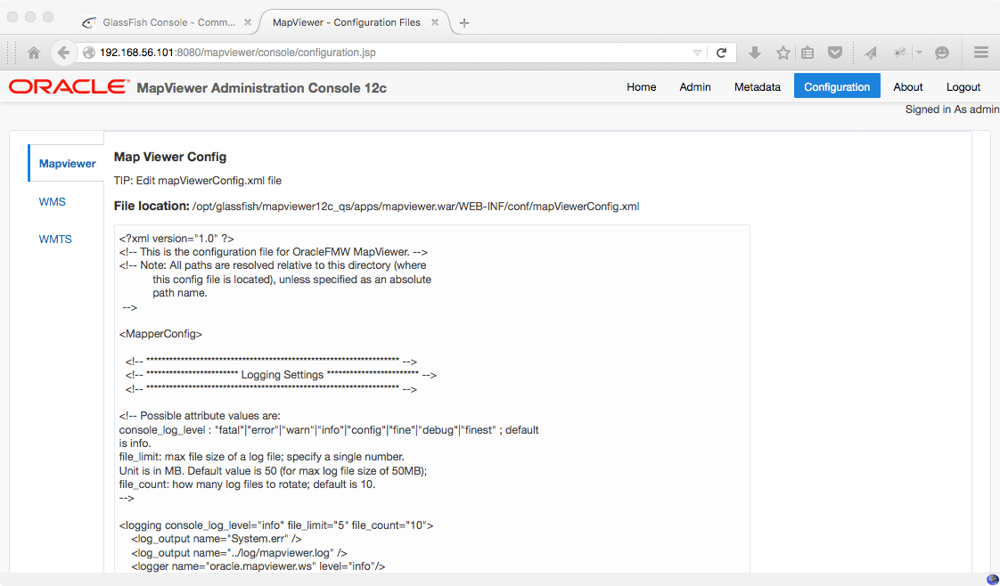 GlassFish Console - Comm...
MapViewer - Configuration Files
192.168.56.101:8080/mapviewer/console/configuration.jsp
ORACLE® MapViewer Administration Console 12c
Home Admin Metadata Configuration About Logout
Signed in As admin
Mapviewer
WMS
WMTS
Map Viewer Config
TIP: Edit mapViewerConfig.xml file
File location: /opt/glassfish/mapviewer12c_qs/apps/mapviewer.war/WEB-INF/conf/mapViewerConfig.xml
<?xml version="1.0" ?>
<!-- This is the configuration file for OracleFMW MapViewer. -->
<!-- Note: All paths are resolved relative to this directory (where
this config file is located), unless specified as an absolute
path name.
-->
<MapperConfig>
<!-- ****************************************************************** -->
<!-- ************************ Logging Settings ************************ -->
<!-- ****************************************************************** -->
<!-- Possible attribute values are:
console_log_level : "fatal"|"error"|"warn"|"info"|"config"|"fine"|"debug"|"finest" ; default
is info.
file_limit: max file size of a log file; specify a single number.
Unit is in MB. Default value is 50 (for max log file size of 50MB);
file_count: how many log files to rotate; default is 10.
-->
<logging console_log_level="info" file_limit="5" file_count="10">
<log_output name="System.err" />
<log_output name="../log/mapviewer.log" />
<logger name="oracle.mapviewer.ws" level="info"/>